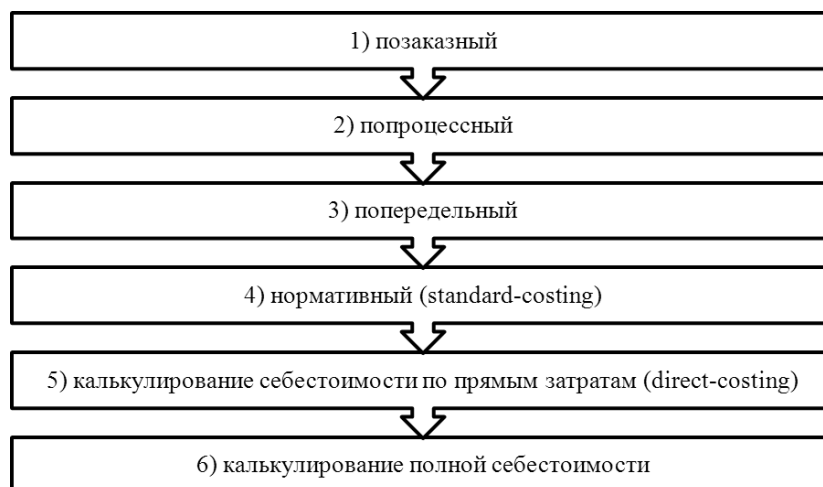 1) позаказный
2) попроцессный
3) попередельный
4) нормативный (standard-costing)
5) калькулирование себестоимости по прямым затратам (direct-costing)
6) калькулирование полной себестоимости